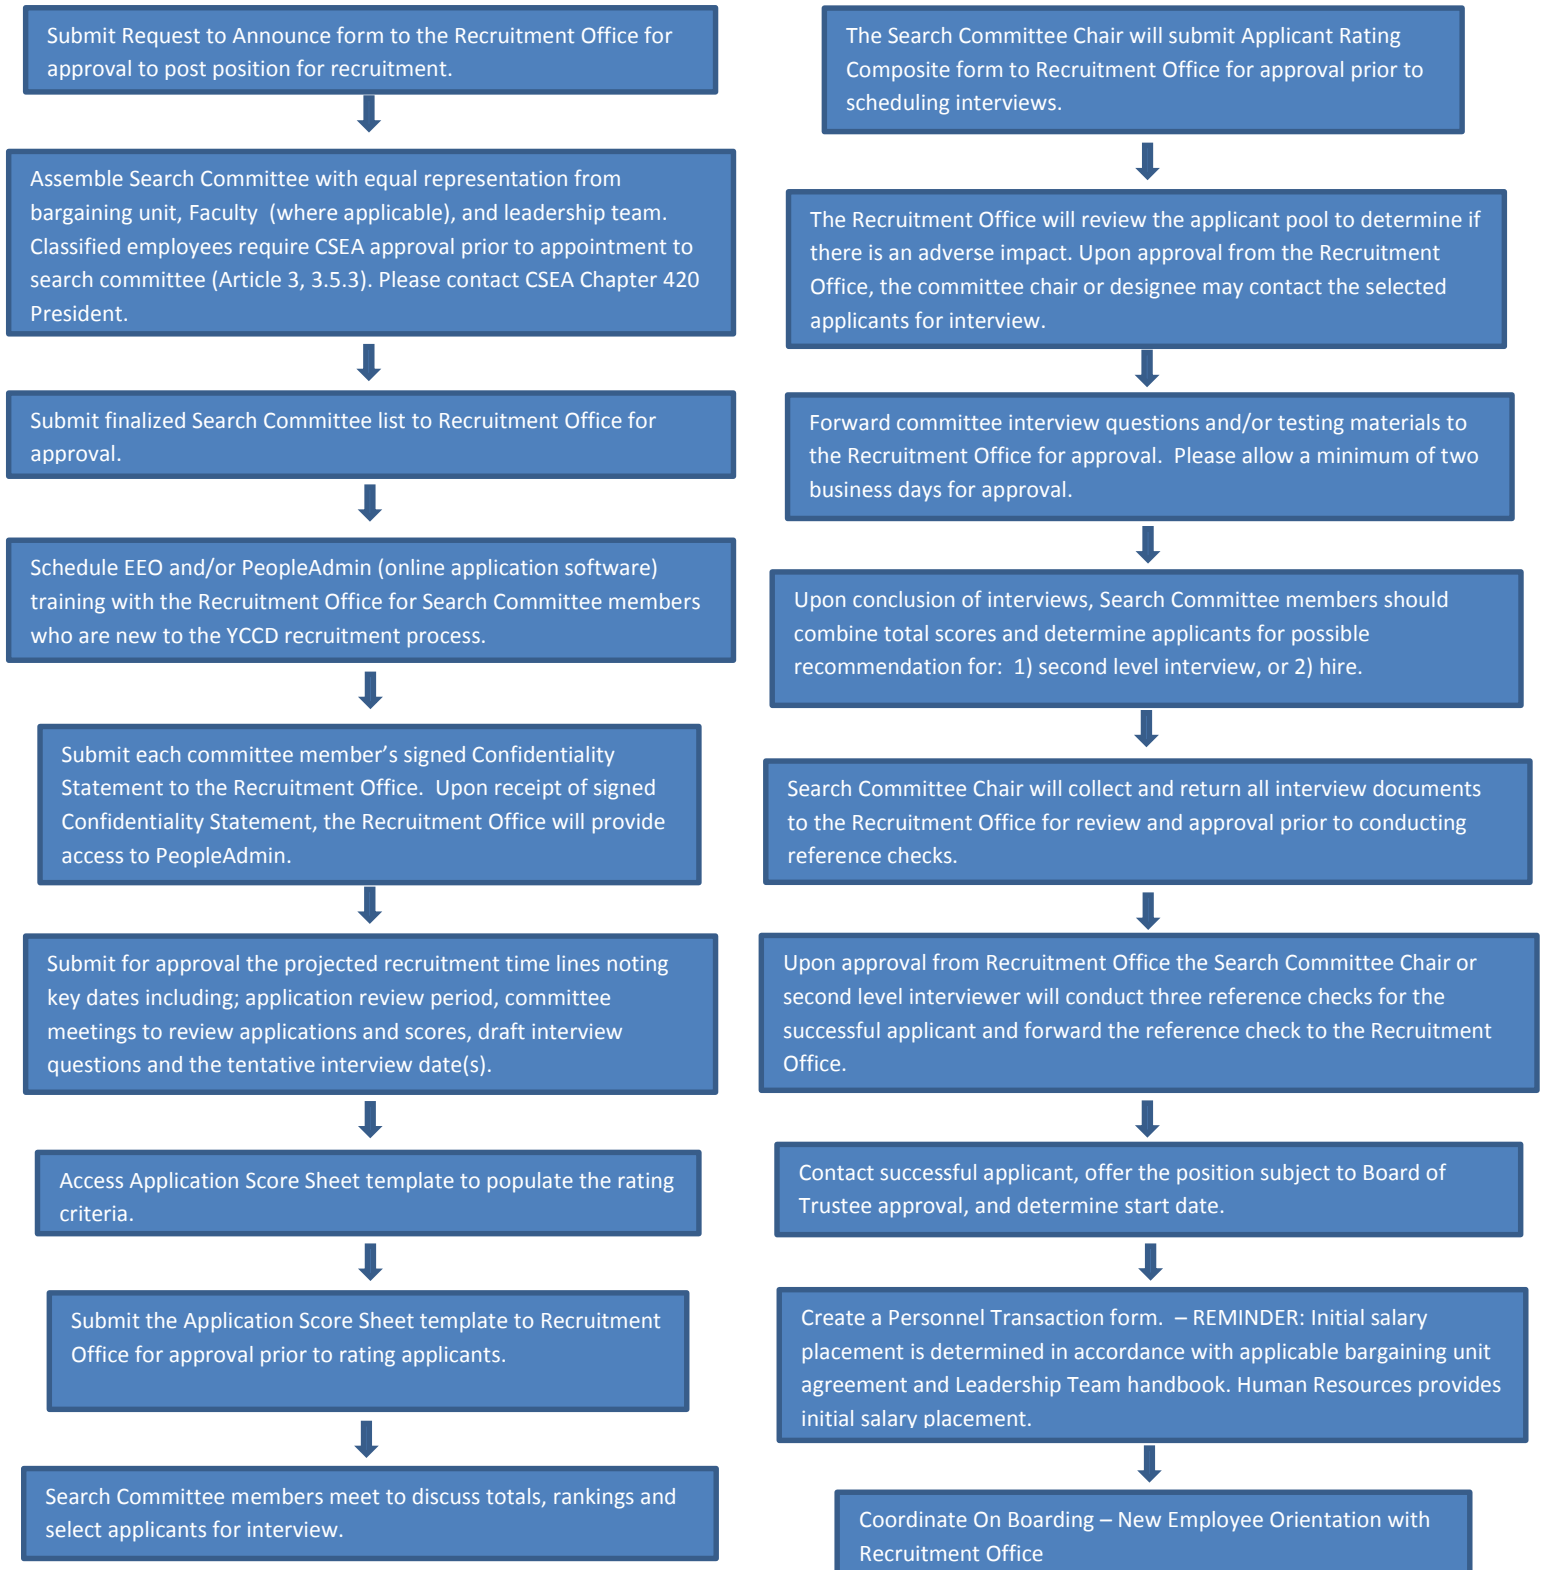 Submit Request to Announce form to the Recruitment Office for
approval to post position for recruitment.
Assemble Search Committee with equal representation from
bargaining unit, Faculty  (where applicable), and leadership team.
Classified employees require CSEA approval prior to appointment to
search committee (Article 3, 3.5.3). Please contact CSEA Chapter 420
President.
Submit finalized Search Committee list to Recruitment Office for
approval.
Schedule EEO and/or PeopleAdmin (online application software)
training with the Recruitment Office for Search Committee members
who are new to the YCCD recruitment process.
Submit each committee member’s signed Confidentiality
Statement to the Recruitment Office.  Upon receipt of signed
Confidentiality Statement, the Recruitment Office will provide
access to PeopleAdmin.
Submit for approval the projected recruitment time lines noting
key dates including; application review period, committee
meetings to review applications and scores, draft interview
questions and the tentative interview date(s).
Access Application Score Sheet template to populate the rating
criteria.
Submit the Application Score Sheet template to Recruitment
Office for approval prior to rating applicants.
Search Committee members meet to discuss totals, rankings and
select applicants for interview.
The Search Committee Chair will submit Applicant Rating
Composite form to Recruitment Office for approval prior to
scheduling interviews.
The Recruitment Office will review the applicant pool to determine if
there is an adverse impact. Upon approval from the Recruitment
Office, the committee chair or designee may contact the selected
applicants for interview.
Forward committee interview questions and/or testing materials to
the Recruitment Office for approval.  Please allow a minimum of two
business days for approval.
Upon conclusion of interviews, Search Committee members should
combine total scores and determine applicants for possible
recommendation for:  1) second level interview, or 2) hire.
Search Committee Chair will collect and return all interview documents
to the Recruitment Office for review and approval prior to conducting
reference checks.
Upon approval from Recruitment Office the Search Committee Chair or
second level interviewer will conduct three reference checks for the
successful applicant and forward the reference check to the Recruitment
Office.
Contact successful applicant, offer the position subject to Board of
Trustee approval, and determine start date.
Create a Personnel Transaction form.  – REMINDER: Initial salary
placement is determined in accordance with applicable bargaining unit
agreement and Leadership Team handbook. Human Resources provides
initial salary placement.
Coordinate On Boarding – New Employee Orientation with
Recruitment Office